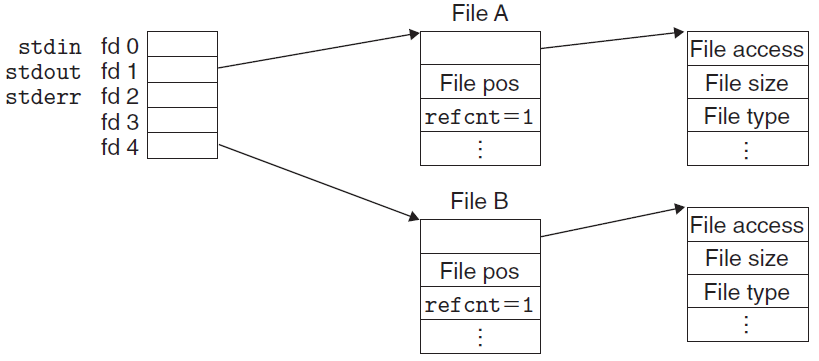 File A
stdin fd 0
stdout fd 1
stderr fd 2
fd 3
fd 4
File pos
refcnt=1
⋮
File access
File size
File type
⋮
File B
File pos
refcnt=1
⋮
File access
File size
File type
⋮